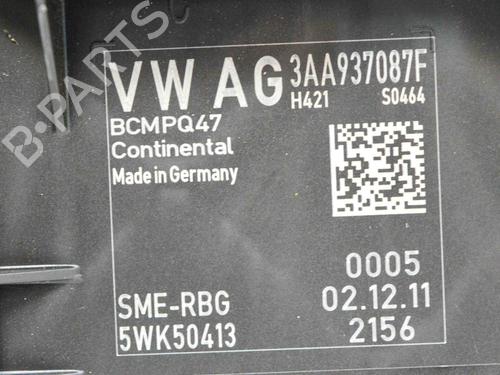 VW AG 3AA937087F
H421 S0464
BCMPQ47
Continental
Made in Germany
0005
SME-RBG 02.12.11
5WK50413 2156
B-PARTS